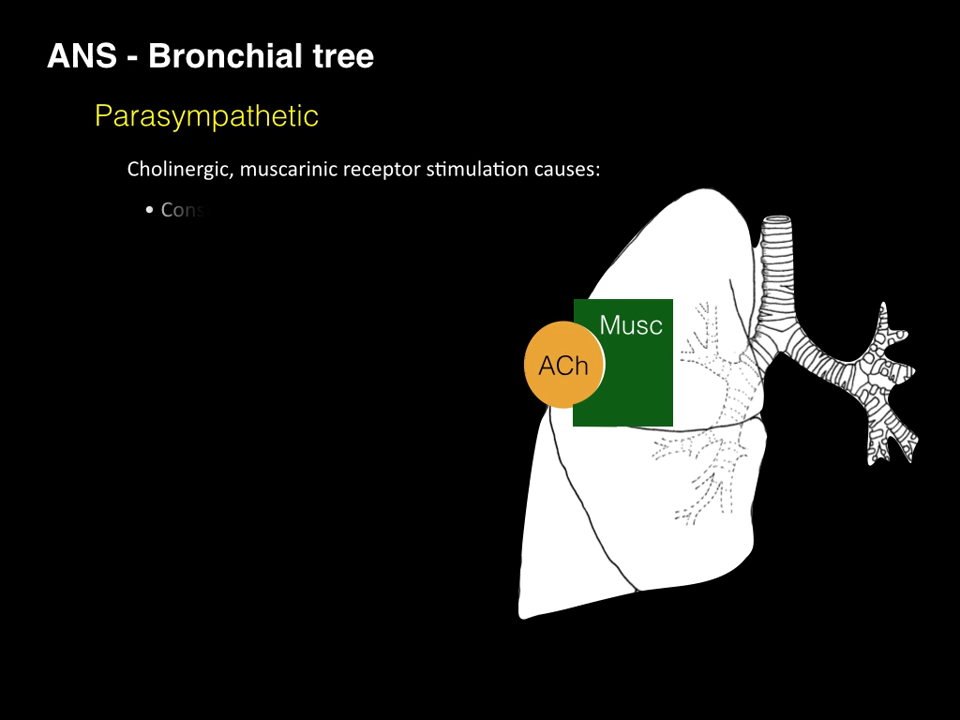 ANS - Bronchial tree
Parasympathetic
Cholinergic, muscarinic receptor stimulation causes:
• Cons
Musc
ACh